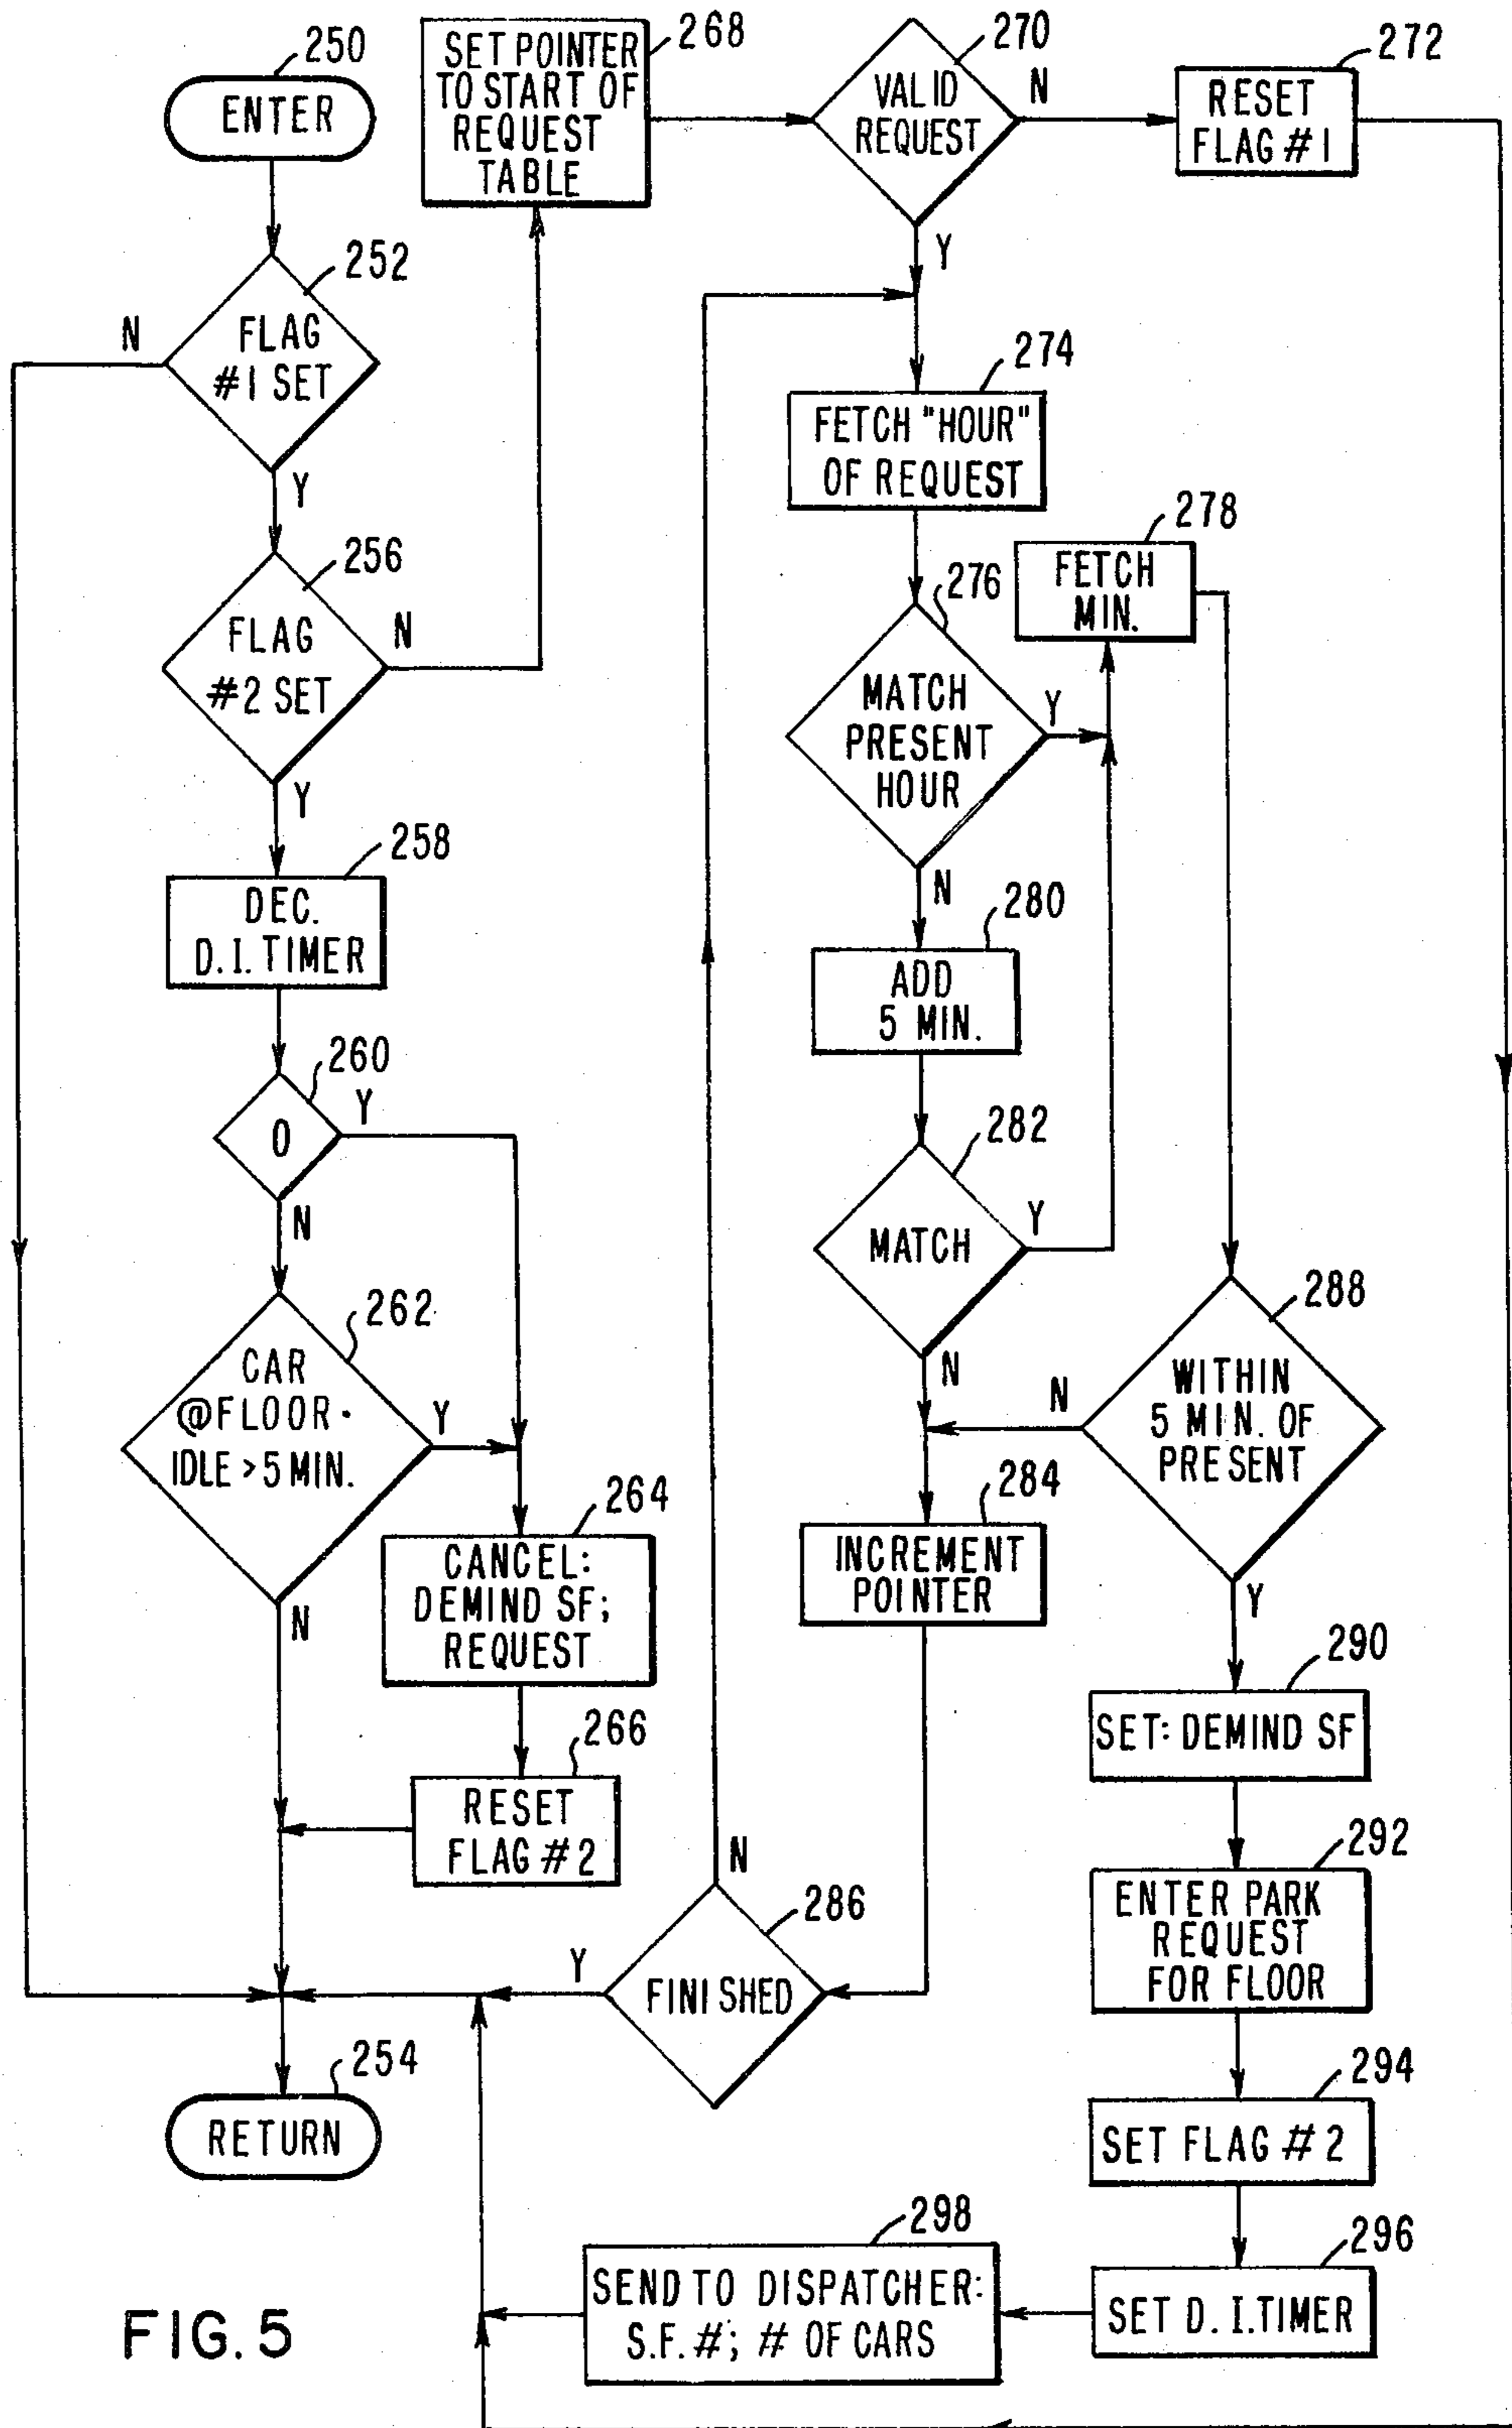 250
ENTER
252
N
FLAG
#1 SET
Y
256
FLAG
#2 SET
N
Y
258
DEC.
D.I. TIMER
260
0
Y
N
262
CAR
@FLOOR·
IDLE > 5 MIN.
Y
N
264
CANCEL:
DEMIND SF;
REQUEST
266
RESET
FLAG #2
254
RETURN
268
SET POINTER
TO START OF
REQUEST
TABLE
270
VALID
REQUEST
N
Y
272
RESET
FLAG #1
274
FETCH "HOUR"
OF REQUEST
276
MATCH
PRESENT
HOUR
Y
N
278
FETCH
MIN.
280
ADD
5 MIN.
282
MATCH
Y
N
284
INCREMENT
POINTER
286
FINISHED
N
Y
288
WITHIN
5 MIN. OF
PRESENT
N
Y
290
SET: DEMIND SF
292
ENTER PARK
REQUEST
FOR FLOOR
294
SET FLAG #2
296
SET D. I. TIMER
298
SEND TO DISPATCHER:
S.F. #; # OF CARS
FIG. 5